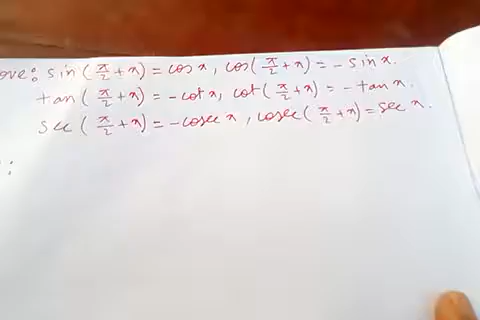 ove: sin(π/2+x) = cos x, cos(π/2+x) = - sin x.
tan(π/2+x) = -cot x, cot(π/2+x) = - tan x.
sec(π/2+x) = -cosec x, cosec(π/2+x) = sec x.
: